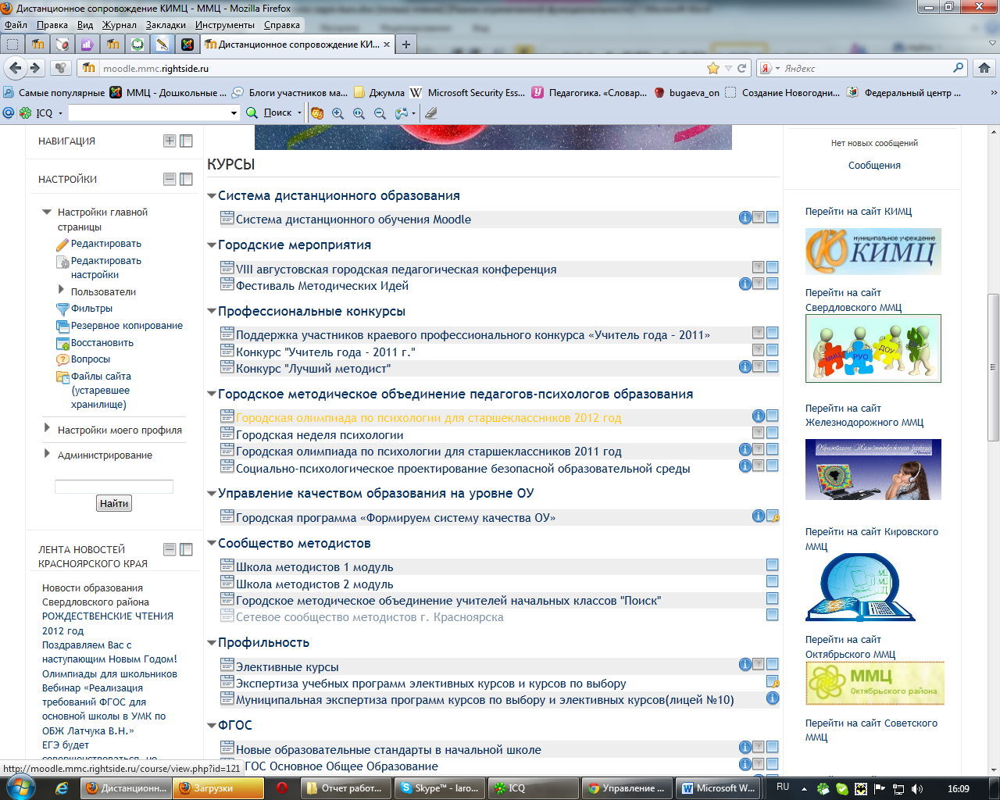 Дистанционное сопровождение КИМЦ - ММЦ - Mozilla Firefox
Файл Правка Вид Журнал Закладки Инструменты Справка
Дистанционное сопровождение КИ...
moodle.mmc.rightside.ru
Яндекс
Самые популярные ММЦ - Дошкольные ... Блоги участников ма... Джумла Microsoft Security Ess... Педагогика. «Словар... bugaeva_on Создание Новогодни... Федеральный центр ...
ICQ Поиск
НАВИГАЦИЯ
НАСТРОЙКИ
Настройки главной
страницы
Редактировать
Редактировать
настройки
Пользователи
Фильтры
Резервное копирование
Восстановить
Вопросы
Файлы сайта
(устаревшее
хранилище)
Настройки моего профиля
Администрирование
Найти
ЛЕНТА НОВОСТЕЙ
КРАСНОЯРСКОГО КРАЯ
Новости образования
Свердловского района
РОЖДЕСТВЕНСКИЕ ЧТЕНИЯ
2012 год
Поздравляем Вас с
наступающим Новым Годом!
Олимпиады для школьников
Вебинар «Реализация
требований ФГОС для
основной школы в УМК по
ОБЖ Латчука В.Н.»
ЕГЭ будет
КУРСЫ
Система дистанционного образования
Система дистанционного обучения Moodle
Городские мероприятия
VIII августовская городская педагогическая конференция
Фестиваль Методических Идей
Профессиональные конкурсы
Поддержка участников краевого профессионального конкурса «Учитель года - 2011»
Конкурс "Учитель года - 2011 г."
Конкурс "Лучший методист"
Городское методическое объединение педагогов-психологов образования
Городская олимпиада по психологии для старшеклассников 2012 год
Городская неделя психологии
Городская олимпиада по психологии для старшеклассников 2011 год
Социально-психологическое проектирование безопасной образовательной среды
Управление качеством образования на уровне ОУ
Городская программа «Формируем систему качества ОУ»
Сообщество методистов
Школа методистов 1 модуль
Школа методистов 2 модуль
Городское методическое объединение учителей начальных классов "Поиск"
Сетевое сообщество методистов г. Красноярска
Профильность
Элективные курсы
Экспертиза учебных программ элективных курсов и курсов по выбору
Муниципальная экспертиза программ курсов по выбору и элективных курсов(лицей №10)
ФГОС
Новые образовательные стандарты в начальной школе
ГОС Основное Общее Образование
Нет новых сообщений
Сообщения
Перейти на сайт КИМЦ
муниципальное учреждение
КИМЦ
Перейти на сайт
Свердловского ММЦ
ММЦ РУО ДОУ
Перейти на сайт
Железнодорожного ММЦ
Образование Железнодорожного района
Перейти на сайт Кировского
ММЦ
Перейти на сайт
Октябрьского ММЦ
ММЦ
Октябрьского района
Перейти на сайт Советского
ММЦ
http://moodle.mmc.rightside.ru/course/view.php?id=121
Дистанционн... Загрузки Отчет работ... Skype™ - laro... ICQ Управление ... Microsoft W... RU 16:09